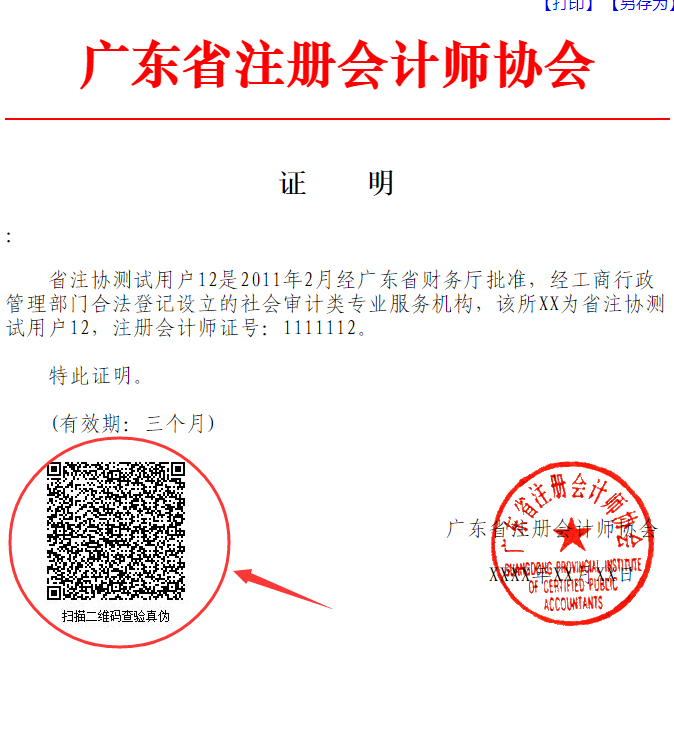 【打印】 【另存为】
广东省注册会计师协会
证 明
：
省注协测试用户12是2011年2月经广东省财务厅批准，经工商行政
管理部门合法登记设立的社会审计类专业服务机构，该所XX为省注协测
试用户12，注册会计师证号：1111112。
特此证明。
(有效期：三个月)
扫描二维码查验真伪
广东省注册会计师协会
XXXX年XX月XX日
广东省注册会计师协会
GUANGDONG PROVINCIAL INSTITUTE
OF CERTIFIED PUBLIC
ACCOUNTANTS